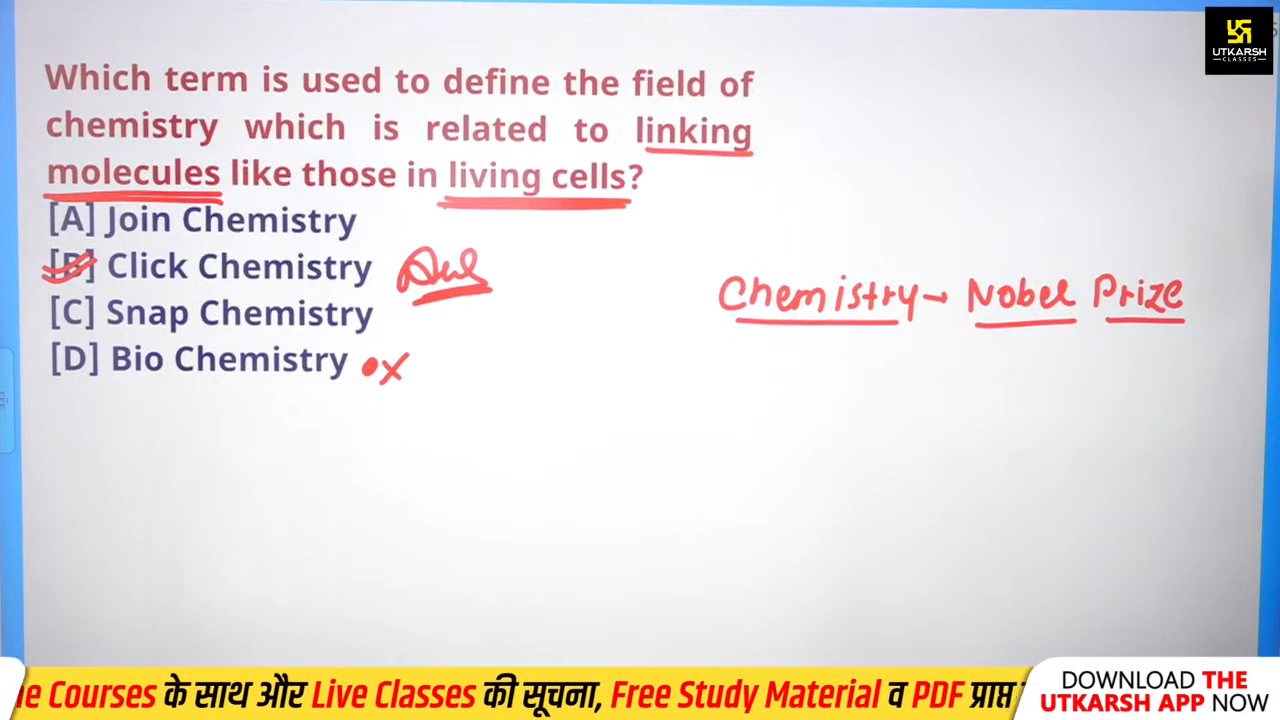 UTKARSH
CLASSES
Which term is used to define the field of
chemistry which is related to linking
molecules like those in living cells?
[A] Join Chemistry
[B] Click Chemistry Ans
[C] Snap Chemistry
[D] Bio Chemistry x
Chemistry- Nobel Prize
ne Courses के साथ और Live Classes की सूचना, Free Study Material व PDF प्राप्त
DOWNLOAD THE
UTKARSH APP NOW